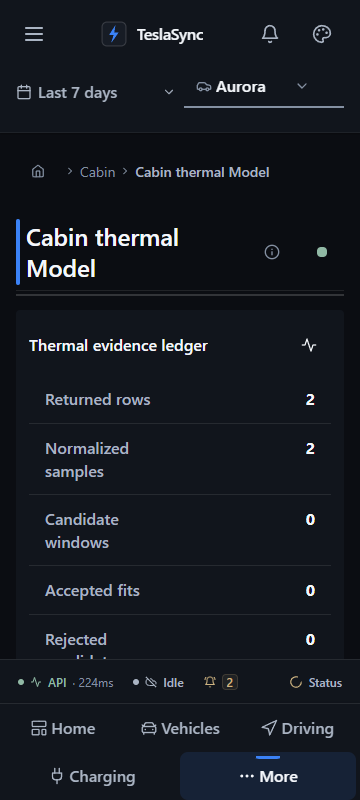 TeslaSync
Last 7 days
Aurora
Cabin
Cabin thermal Model
Cabin thermal
Model
Thermal evidence ledger
Returned rows 2
Normalized
samples 2
Candidate
windows 0
Accepted fits 0
Rejected 0
API · 224ms Idle 2 Status
Home Vehicles Driving
Charging More